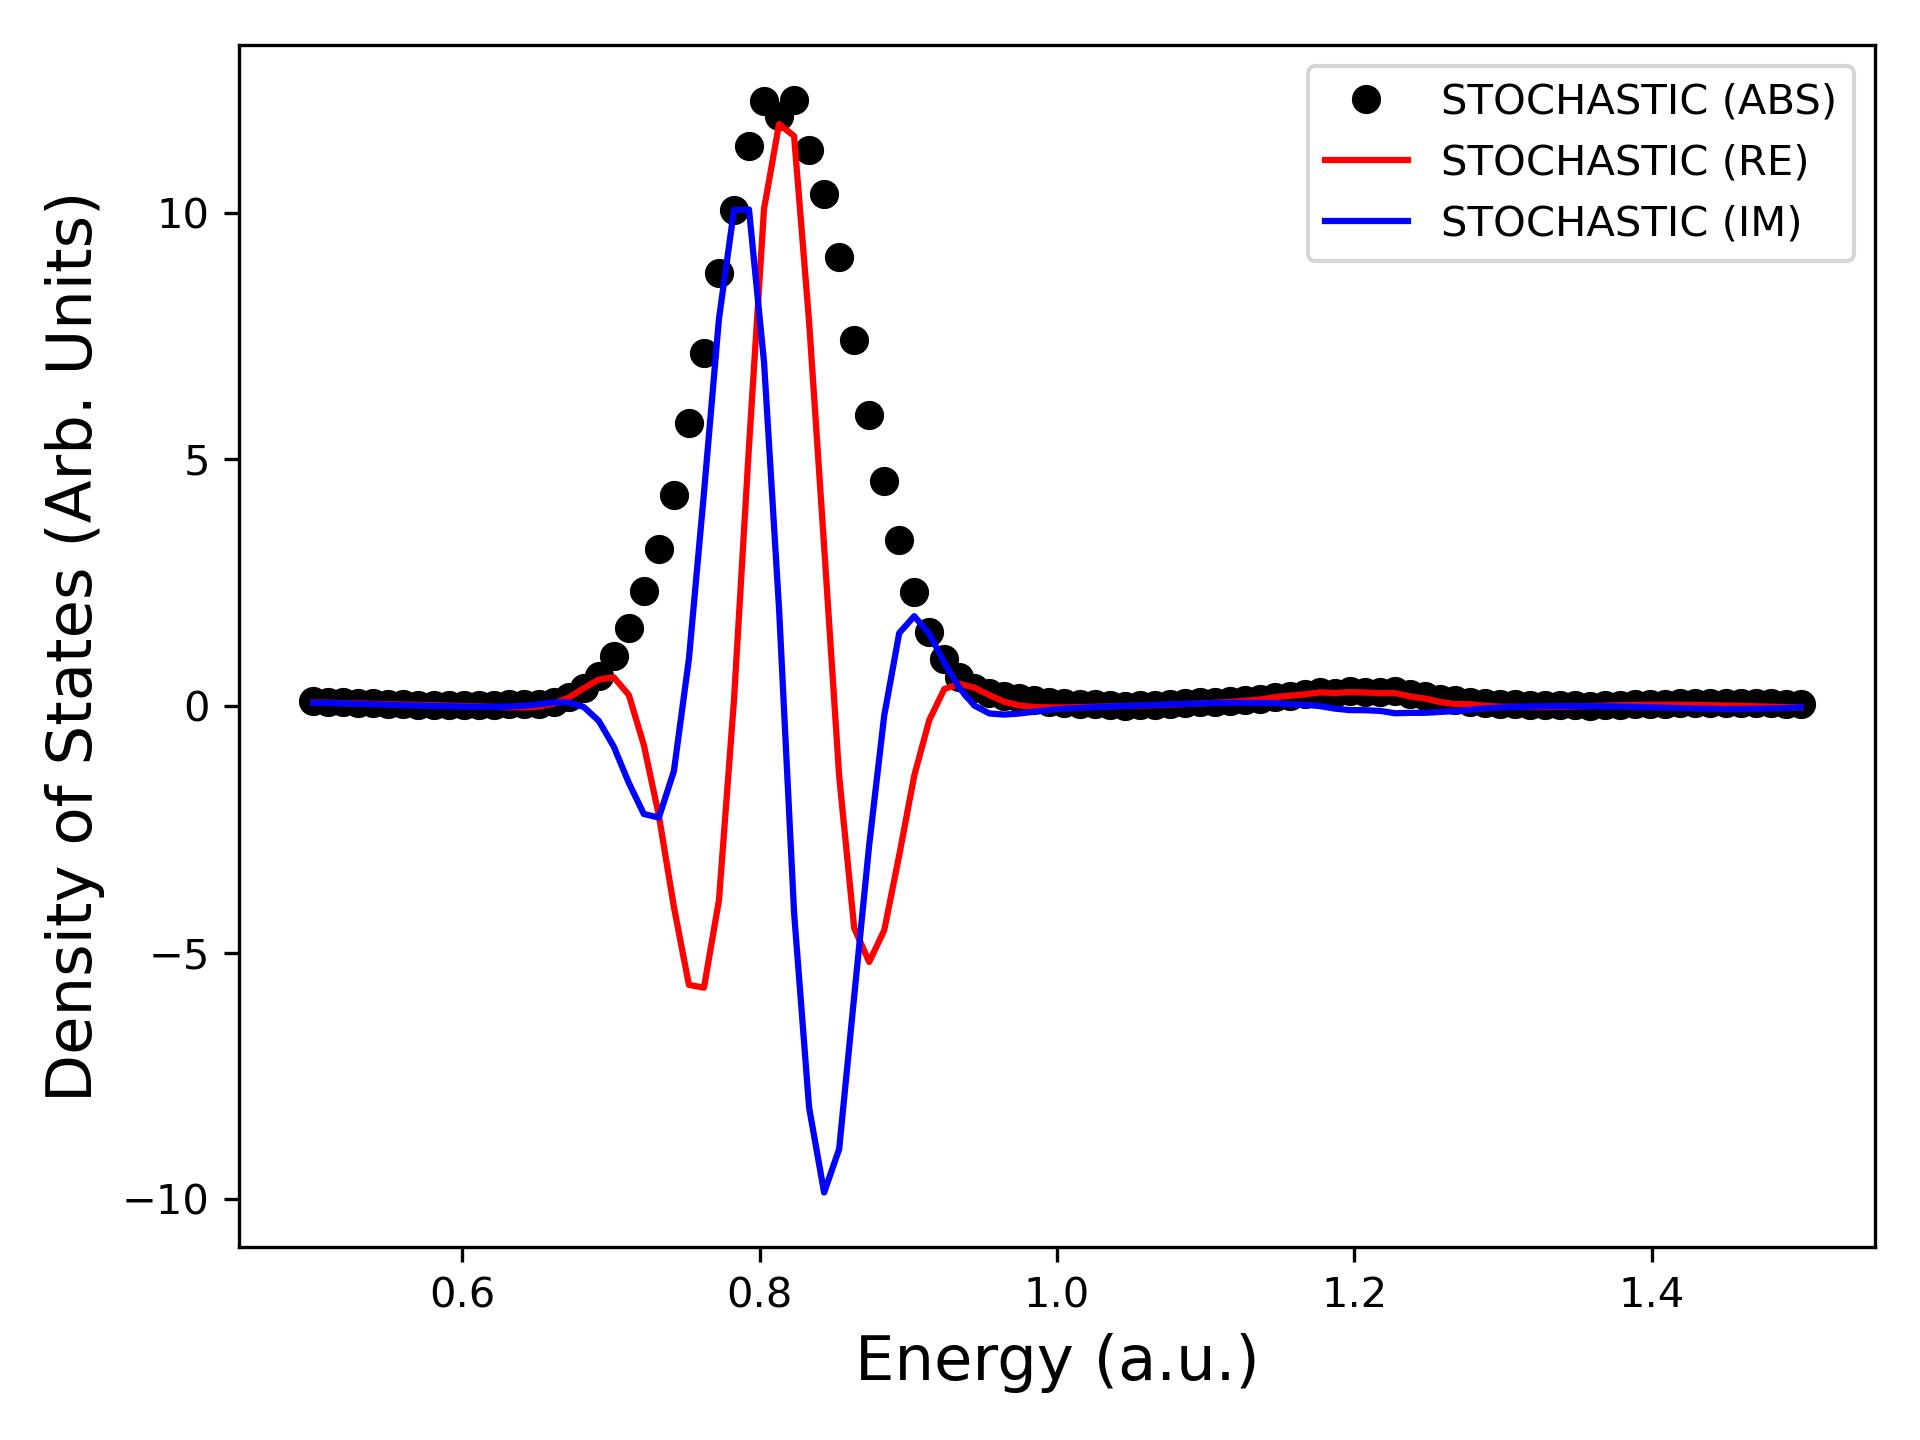 STOCHASTIC (ABS)
STOCHASTIC (RE)
STOCHASTIC (IM)
Density of States (Arb. Units)
10
5
0
−5
−10
0.6
0.8
1.0
1.2
1.4
Energy (a.u.)